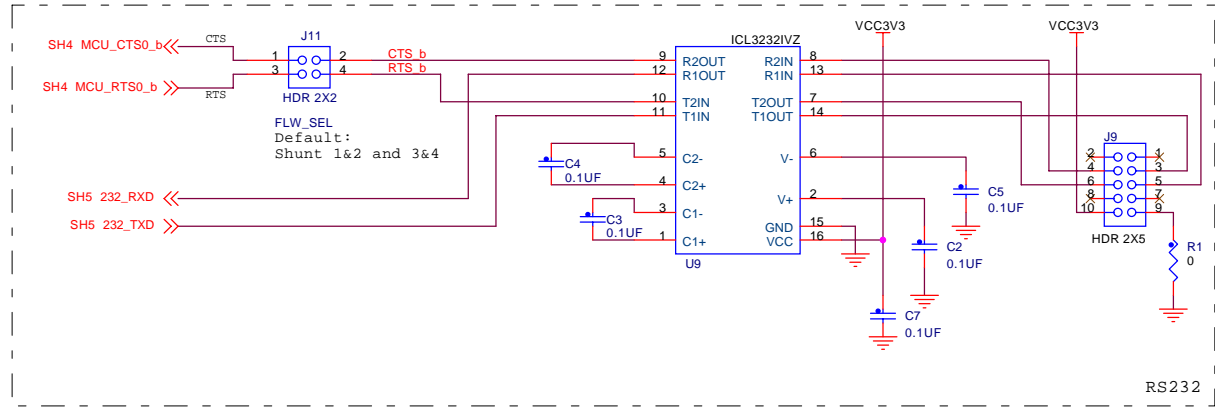 VCC3V3
VCC3V3
SH4 MCU_CTS0_b
CTS
J11
ICL3232IVZ
1
2
CTS_b
9
R2OUT
R2IN
8
3
4
RTS_b
12
R1OUT
R1IN
13
SH4 MCU_RTS0_b
RTS
HDR 2X2
10
T2IN
T2OUT
7
11
T1IN
T1OUT
14
FLW_SEL
Default:
Shunt 1&2 and 3&4
J9
5
C2-
V-
6
2
1
C4
0.1UF
4
3
4
C2+
6
5
SH5 232_RXD
V+
2
C5
0.1UF
8
7
3
C1-
10
9
SH5 232_TXD
C3
0.1UF
GND
15
HDR 2X5
1
C1+
VCC
16
U9
C2
0.1UF
R1
0
C7
0.1UF
RS232